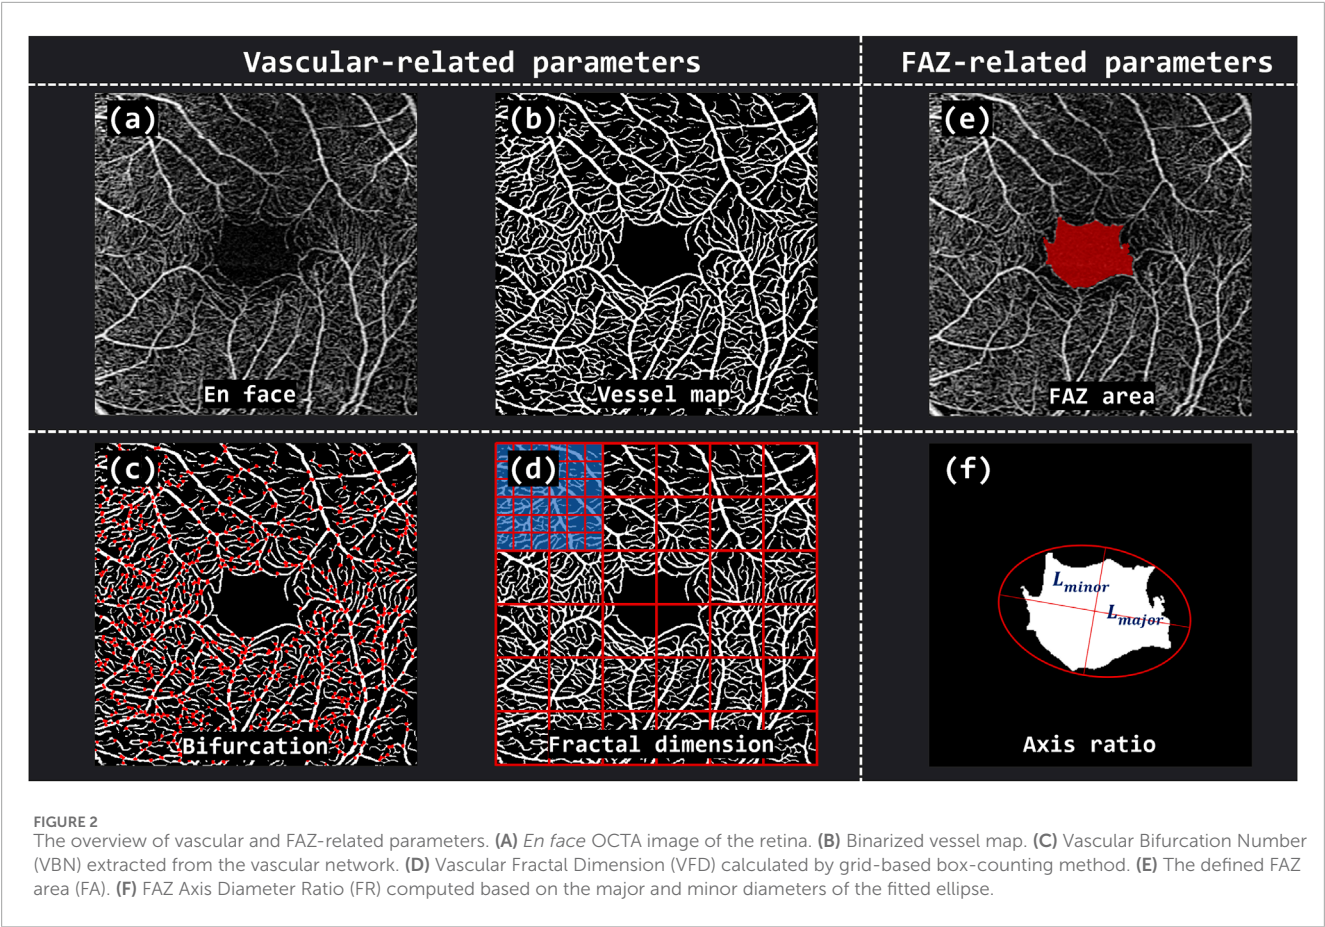 Vascular-related parameters
FAZ-related parameters
(a)
En face
(b)
Vessel map
(e)
FAZ area
(c)
Bifurcation
(d)
Fractal dimension
(f)
L_minor
L_major
Axis ratio
FIGURE 2
The overview of vascular and FAZ-related parameters. (A) En face OCTA image of the retina. (B) Binarized vessel map. (C) Vascular Bifurcation Number
(VBN) extracted from the vascular network. (D) Vascular Fractal Dimension (VFD) calculated by grid-based box-counting method. (E) The defined FAZ
area (FA). (F) FAZ Axis Diameter Ratio (FR) computed based on the major and minor diameters of the fitted ellipse.